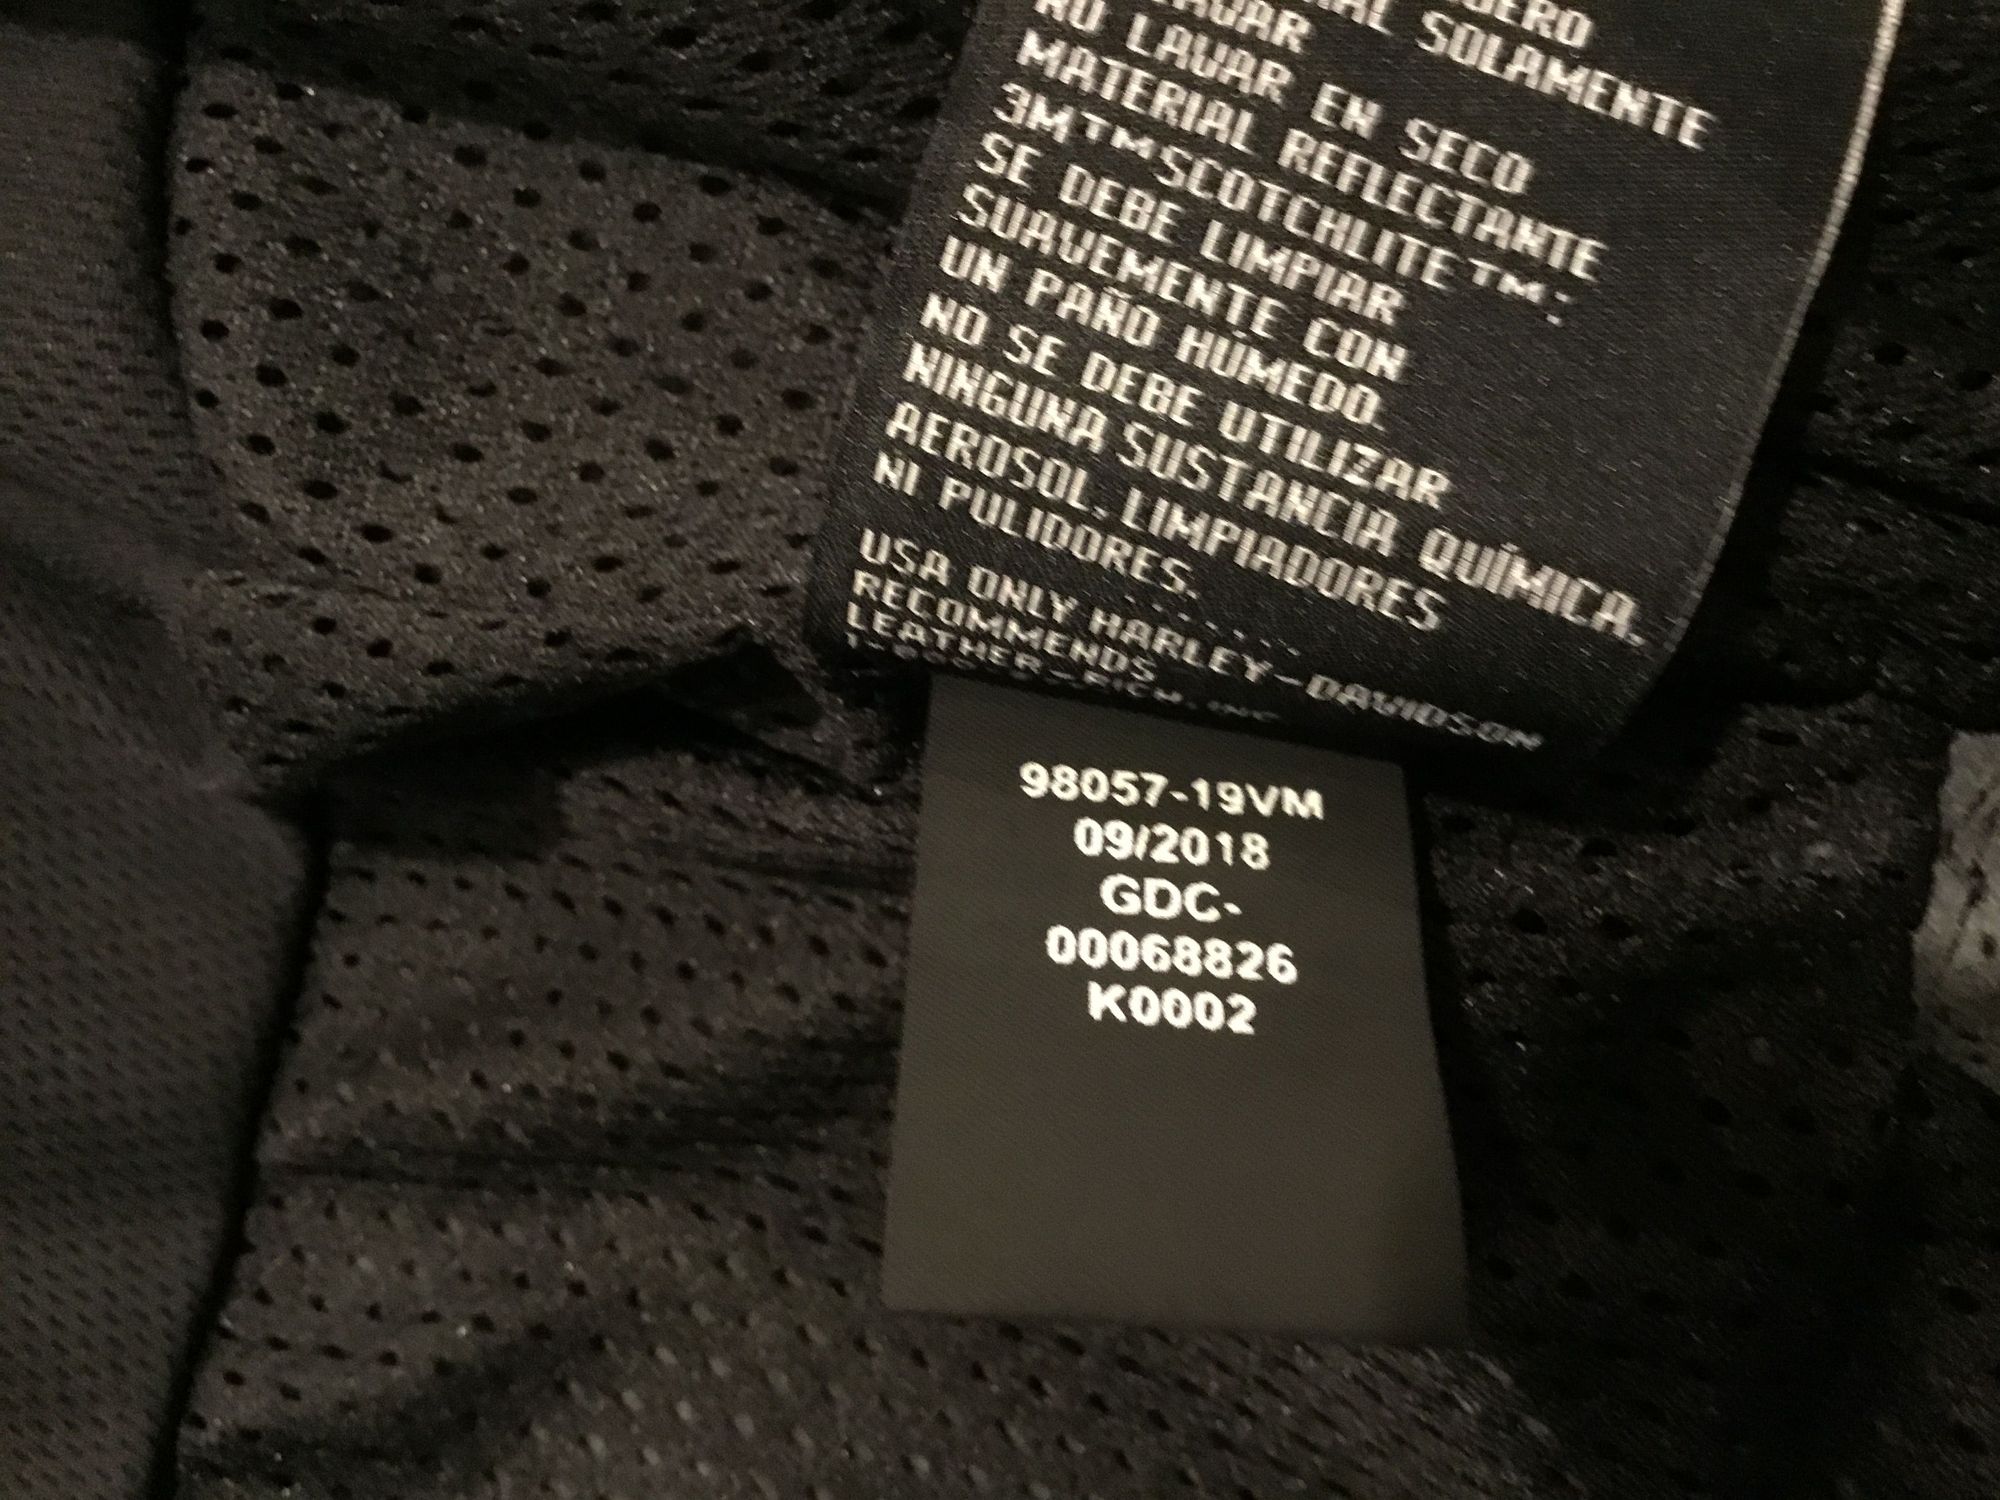 SOLAMENTE
NO LAVAR EN SECO
MATERIAL REFLECTANTE
3M™SCOTCHLITE™:
SE DEBE LIMPIAR
SUAVEMENTE CON
UN PAÑO HÚMEDO.
NO SE DEBE UTILIZAR
NINGUNA SUSTANCIA QUÍMICA,
AEROSOL, LIMPIADORES
NI PULIDORES.
USA ONLY HARLEY-DAVIDSON
RECOMMENDS
LEATHER-RICH, INC
98057-19VM
09/2018
GDC-
00068826
K0002